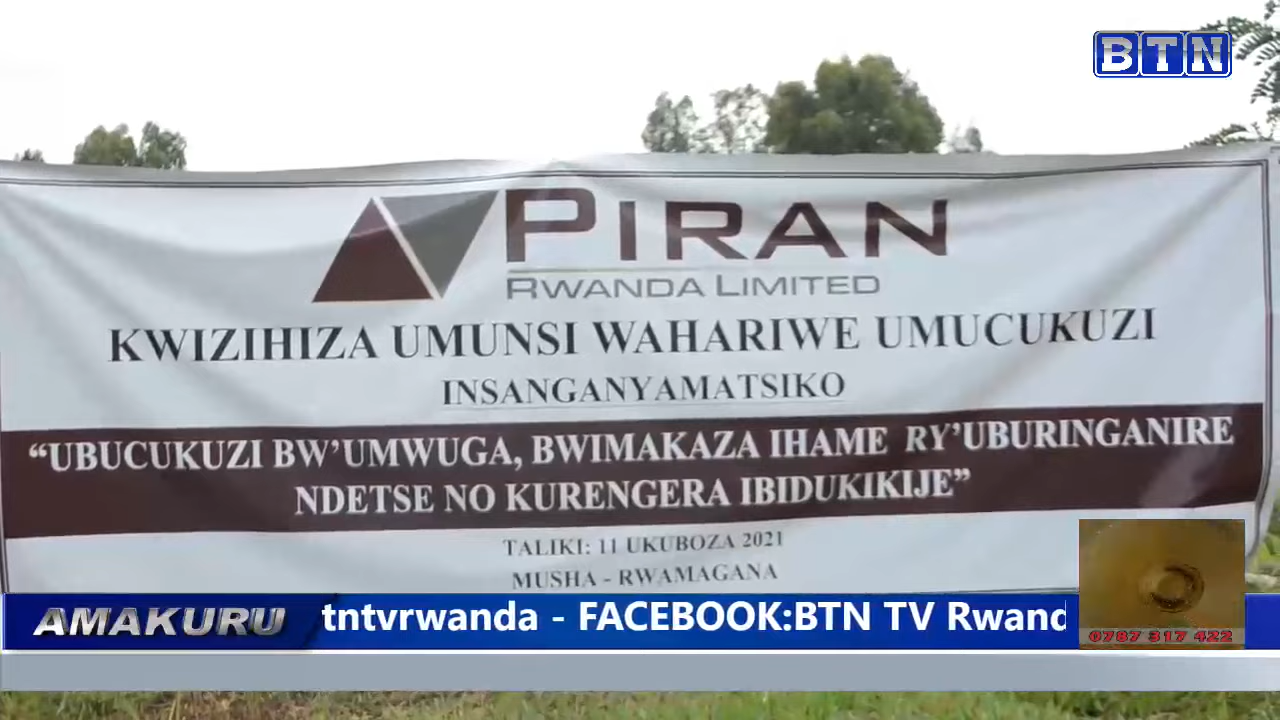 BTN
PIRAN
RWANDA LIMITED
KWIZIHIZA UMUNSI WAHARIWE UMUCUKUZI
INSANGANYAMATSIKO
“UBUCUKUZI BW’UMWUGA, BWIMAKAZA IHAME RY’UBURINGANIRE
NDETSE NO KURENGERA IBIDUKIKIJE”
TALIKI: 11 UKUBOZA 2021
MUSHA - RWAMAGANA
AMAKURU
tntvrwanda - FACEBOOK:BTN TV Rwand
0787 317 422